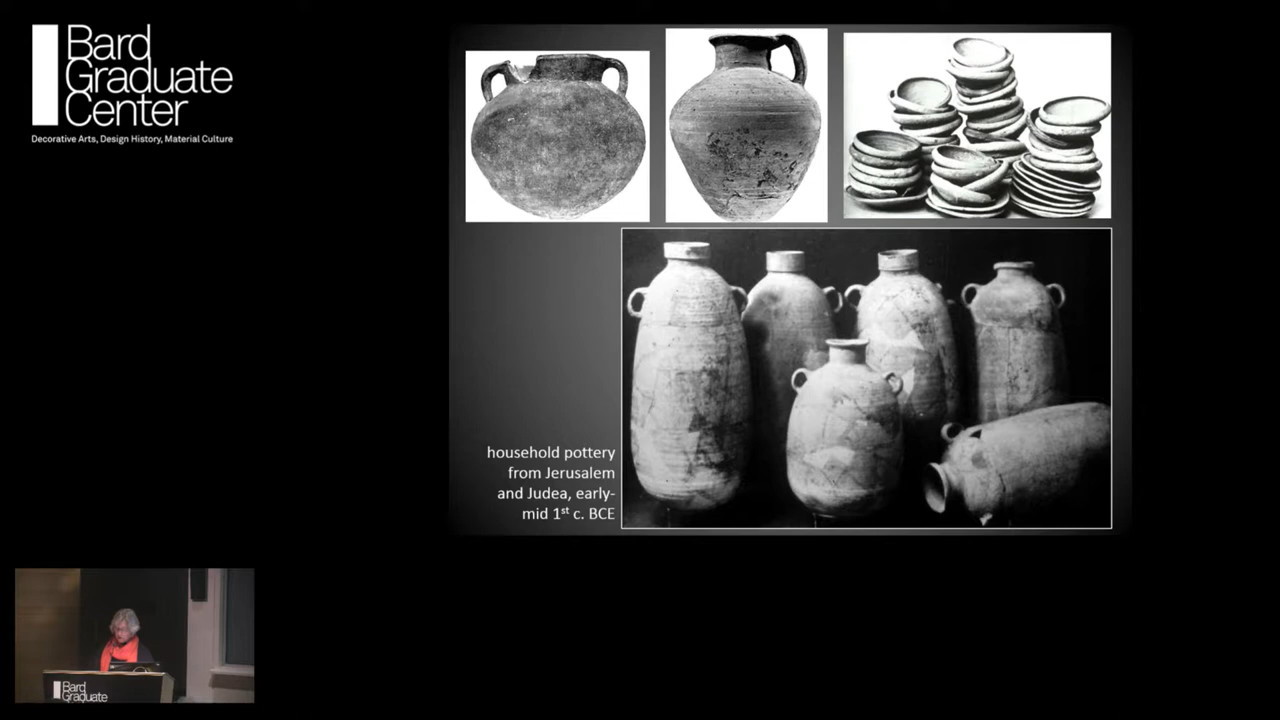 Bard
Graduate
Center
Decorative Arts, Design History, Material Culture
household pottery
from Jerusalem
and Judea, early-
mid 1st c. BCE
Bard
Graduate